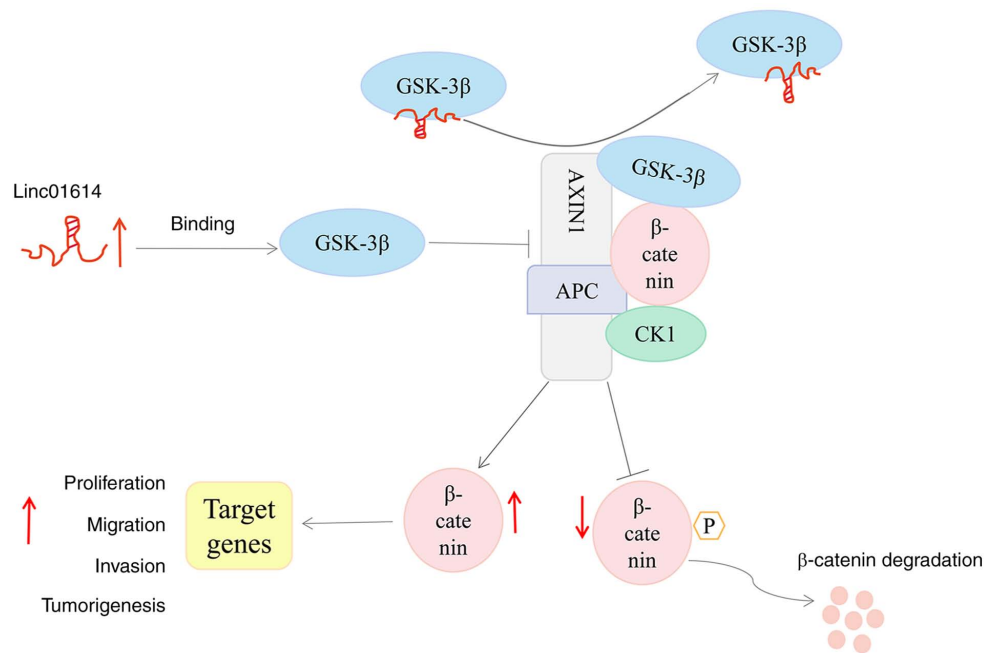 GSK-3β
GSK-3β
AXIN1
GSK-3β
Linc01614
Binding
GSK-3β
β-
cate
nin
APC
CK1
Proliferation
Migration
Invasion
Tumorigenesis
Target
genes
β-
cate
nin
β-
cate
nin
P
β-catenin degradation